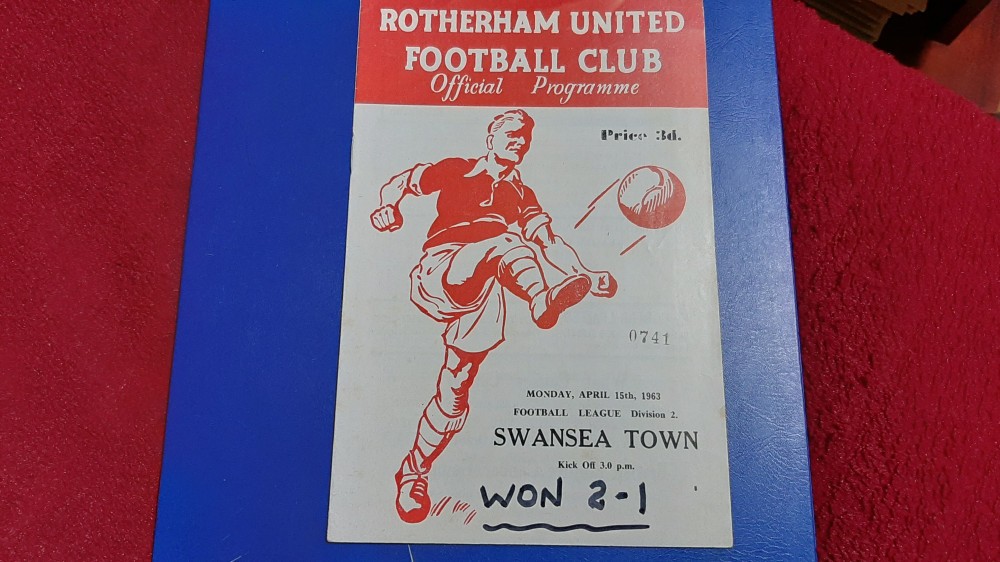 ROTHERHAM UNITED
FOOTBALL CLUB
Official Programme
Price 3d.
0741
MONDAY, APRIL 15th, 1963
FOOTBALL LEAGUE Division 2.
SWANSEA TOWN
Kick Off 3.0 p.m.
WON 2-1